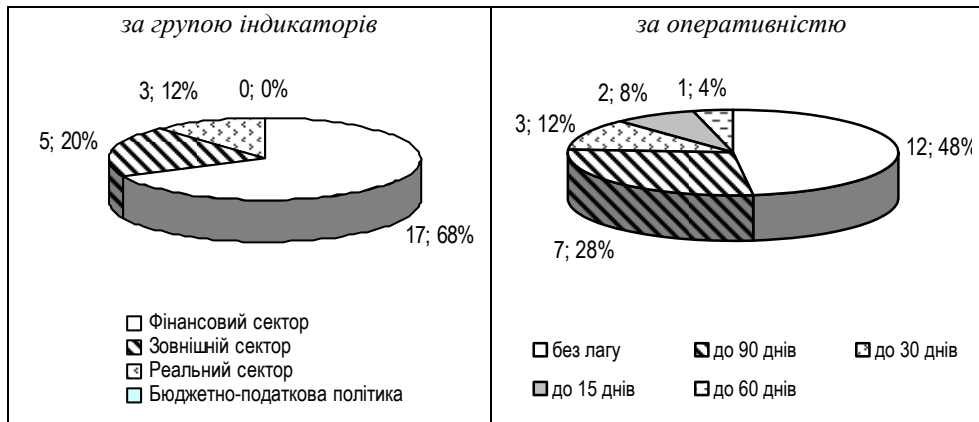 за групою індикаторів
3; 12%
0; 0%
5; 20%
17; 68%
Фінансовий сектор
Зовнішній сектор
Реальний сектор
Бюджетно-податкова політика
за оперативністю
1; 4%
2; 8%
3; 12%
12; 48%
7; 28%
без лагу
до 90 днів
до 30 днів
до 15 днів
до 60 днів